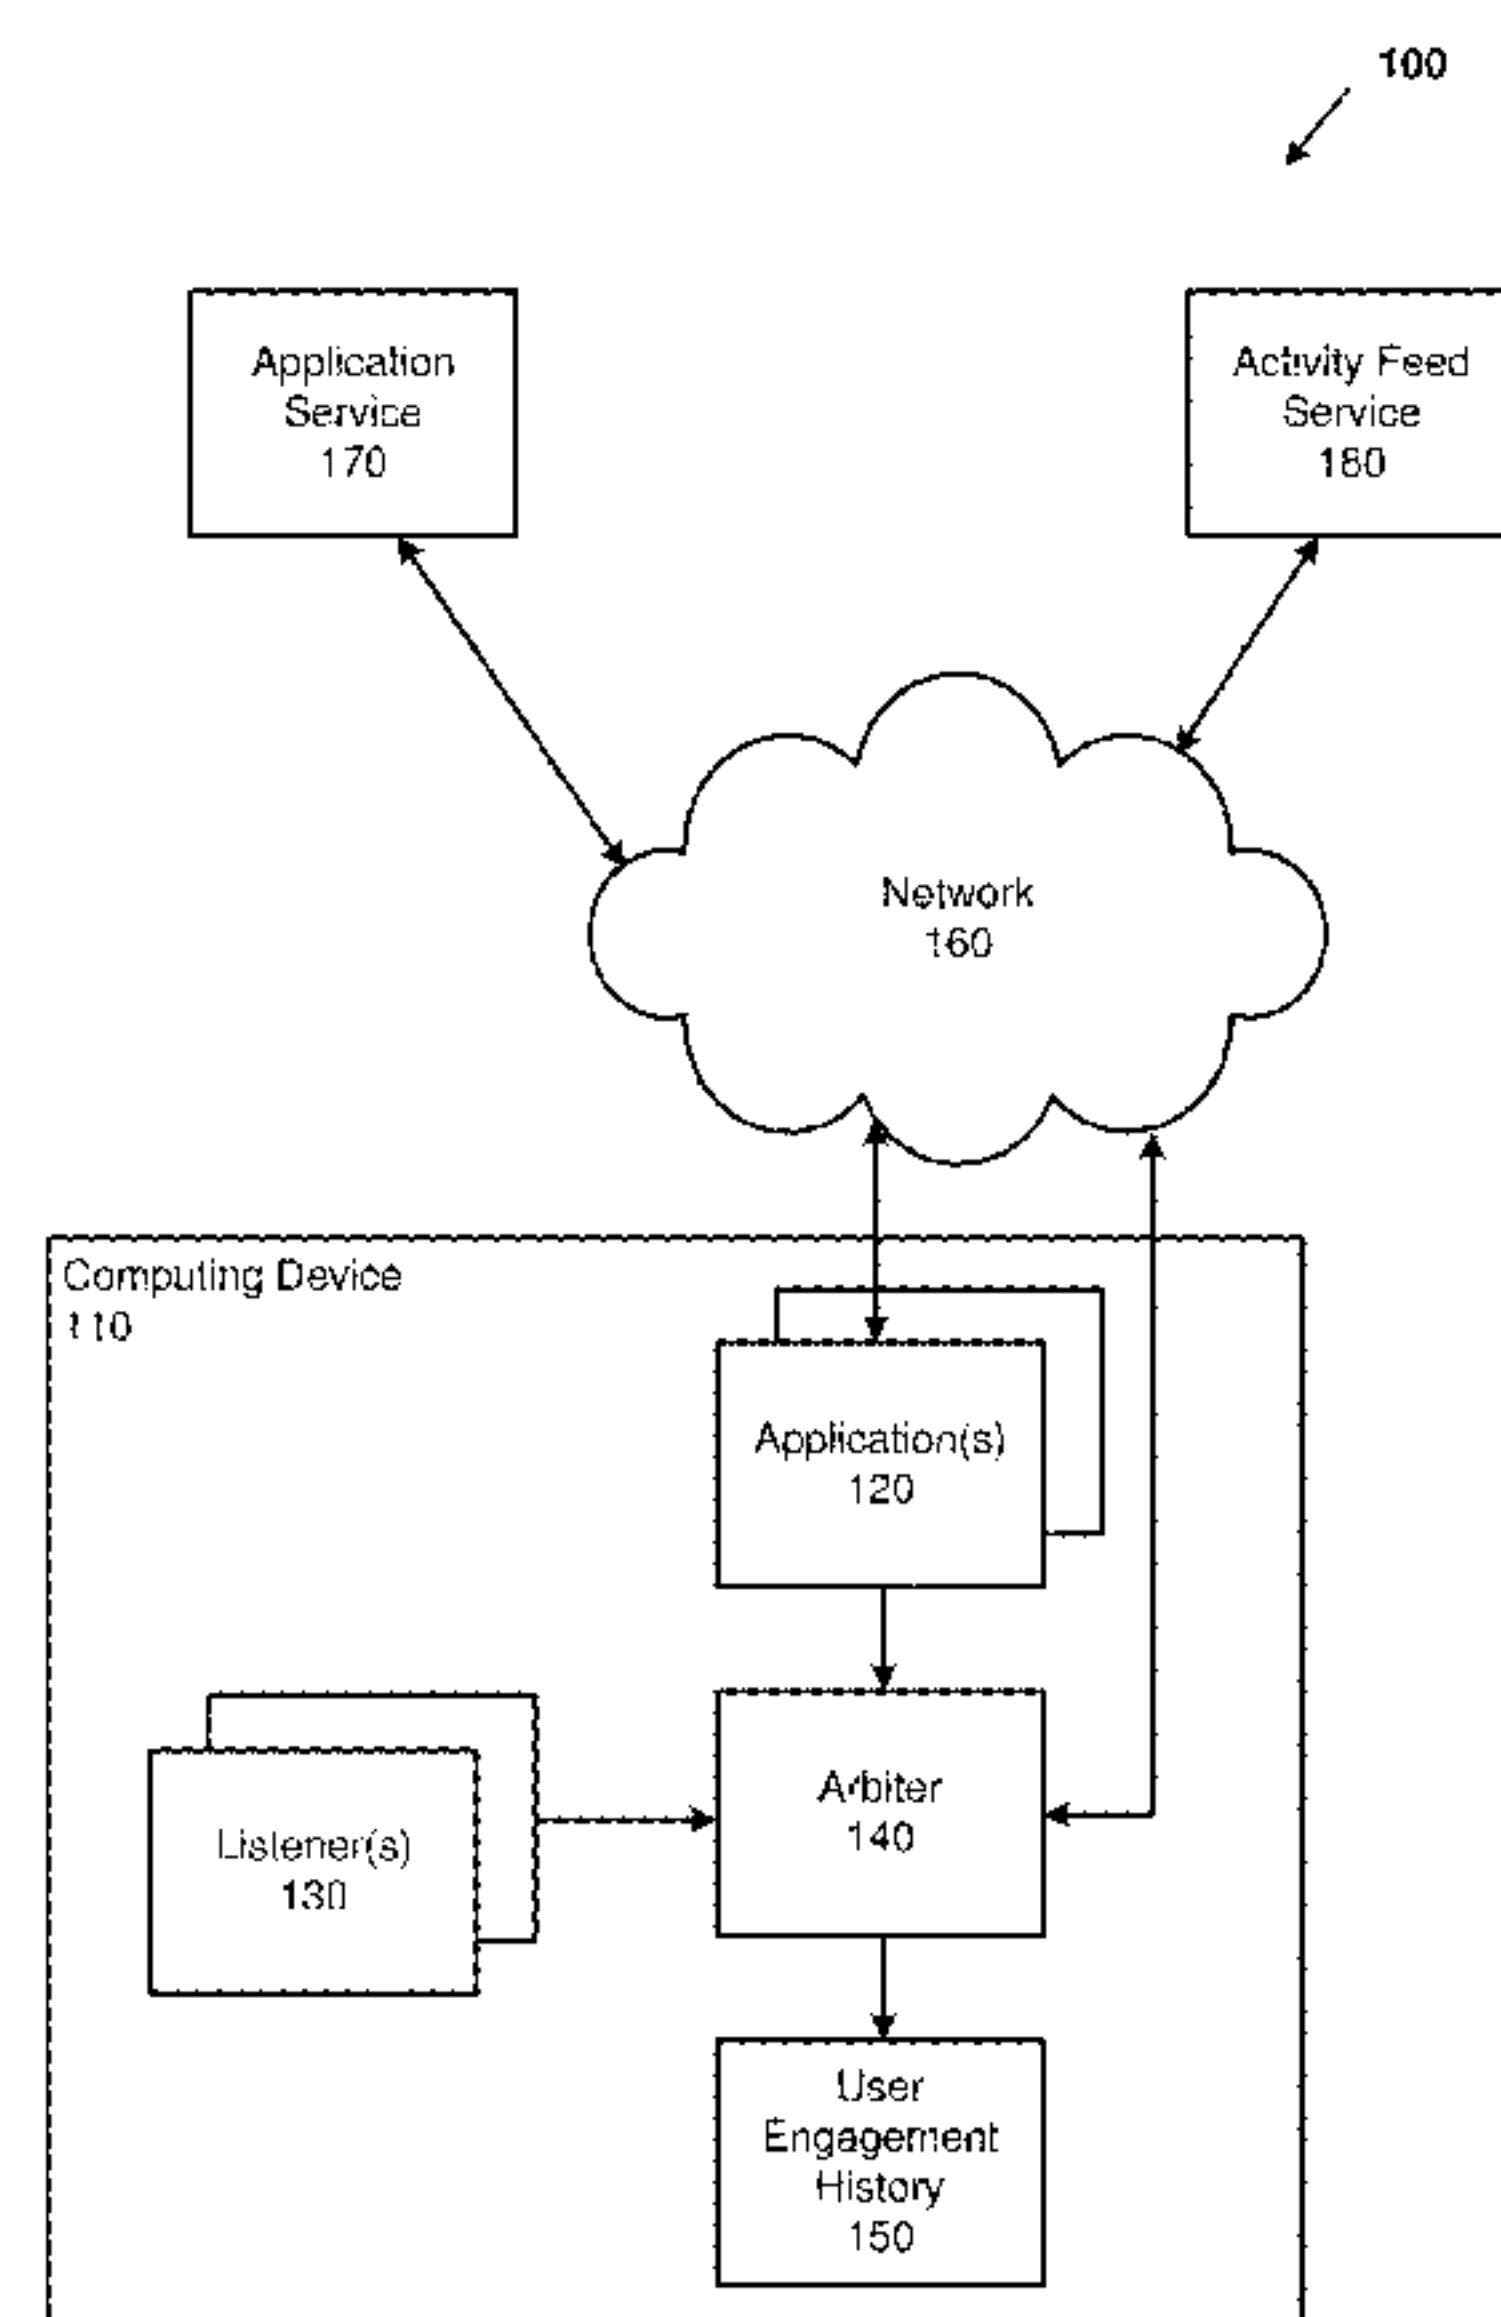 100
Application
Service
170
Activity Feed
Service
180
Network
160
Computing Device
110
Application(s)
120
Listener(s)
130
Arbiter
140
User
Engagement
History
150